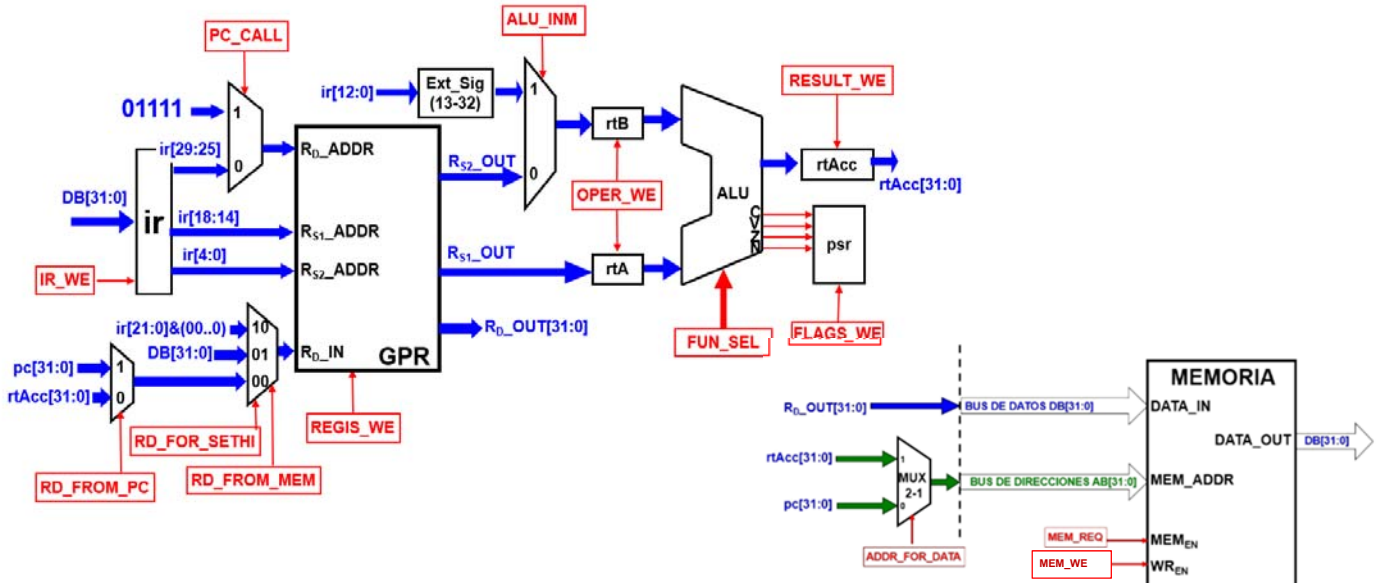 PC_CALL
ALU_INM
RESULT_WE
01111
1
0
ir[29:25]
DB[31:0]
ir
ir[18:14]
ir[4:0]
IR_WE
ir[12:0]
Ext_Sig
(13-32)
1
0
RD_ADDR
RS1_ADDR
RS2_ADDR
RD_IN
GPR
RS2_OUT
RS1_OUT
RD_OUT[31:0]
rtB
OPER_WE
rtA
ALU
C
V
Z
N
rtAcc
rtAcc[31:0]
psr
FUN_SEL
FLAGS_WE
ir[21:0]&(00..0)
DB[31:0]
10
01
00
pc[31:0]
rtAcc[31:0]
1
0
RD_FOR_SETHI
RD_FROM_PC
RD_FROM_MEM
REGIS_WE
RD_OUT[31:0]
BUS DE DATOS DB[31:0]
rtAcc[31:0]
pc[31:0]
1
MUX
2-1
0
BUS DE DIRECCIONES AB[31:0]
ADDR_FOR_DATA
MEMORIA
DATA_IN
DATA_OUT
DB[31:0]
MEM_ADDR
MEM_REQ
MEMEN
MEM_WE
WREN